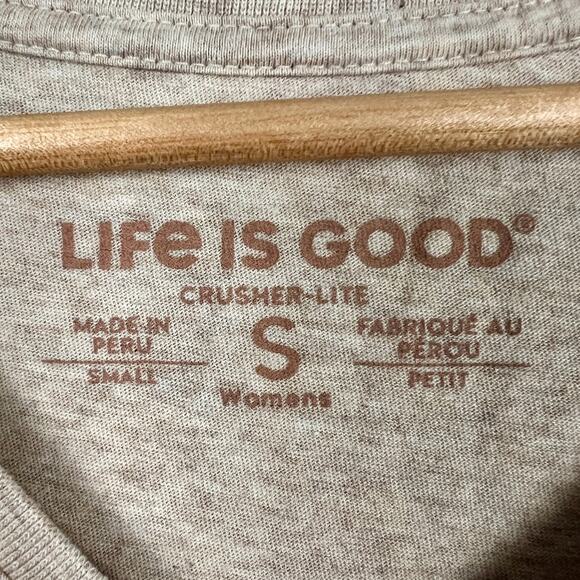 LIFe IS GOOD®
CRUSHER-LITE
MADE IN
PERU
SMALL
S
Womens
FABRIQUÉ AU
PÉROU
PETIT